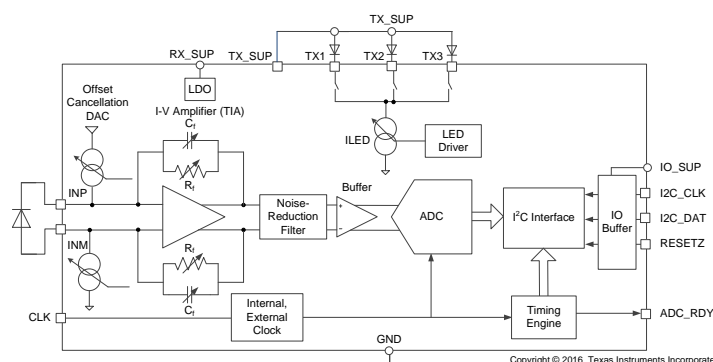 TX_SUP
RX_SUP
TX_SUP
TX1
TX2
TX3
LDO
Offset
Cancellation
DAC
I-V Amplifier (TIA)
Cf
Rf
ILED
LED
Driver
IO_SUP
INP
Noise-
Reduction
Filter
Buffer
+
-
ADC
I2C Interface
IO
Buffer
I2C_CLK
I2C_DAT
RESETZ
INM
Rf
Cf
CLK
Internal,
External
Clock
Timing
Engine
ADC_RDY
GND
Copyright © 2016, Texas Instruments Incorporate